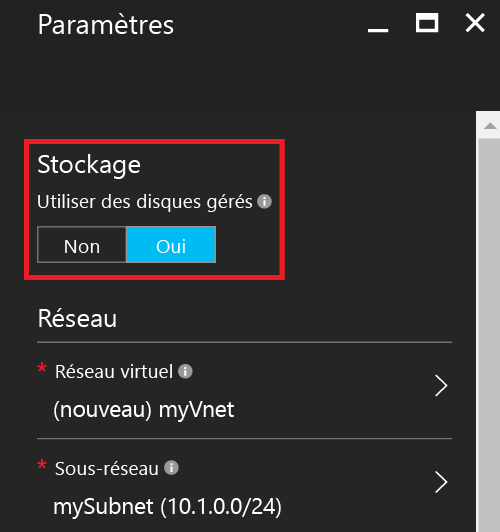 Paramètres
Stockage
Utiliser des disques gérés
Non Oui
Réseau
* Réseau virtuel
(nouveau) myVnet
* Sous-réseau
mySubnet (10.1.0.0/24)